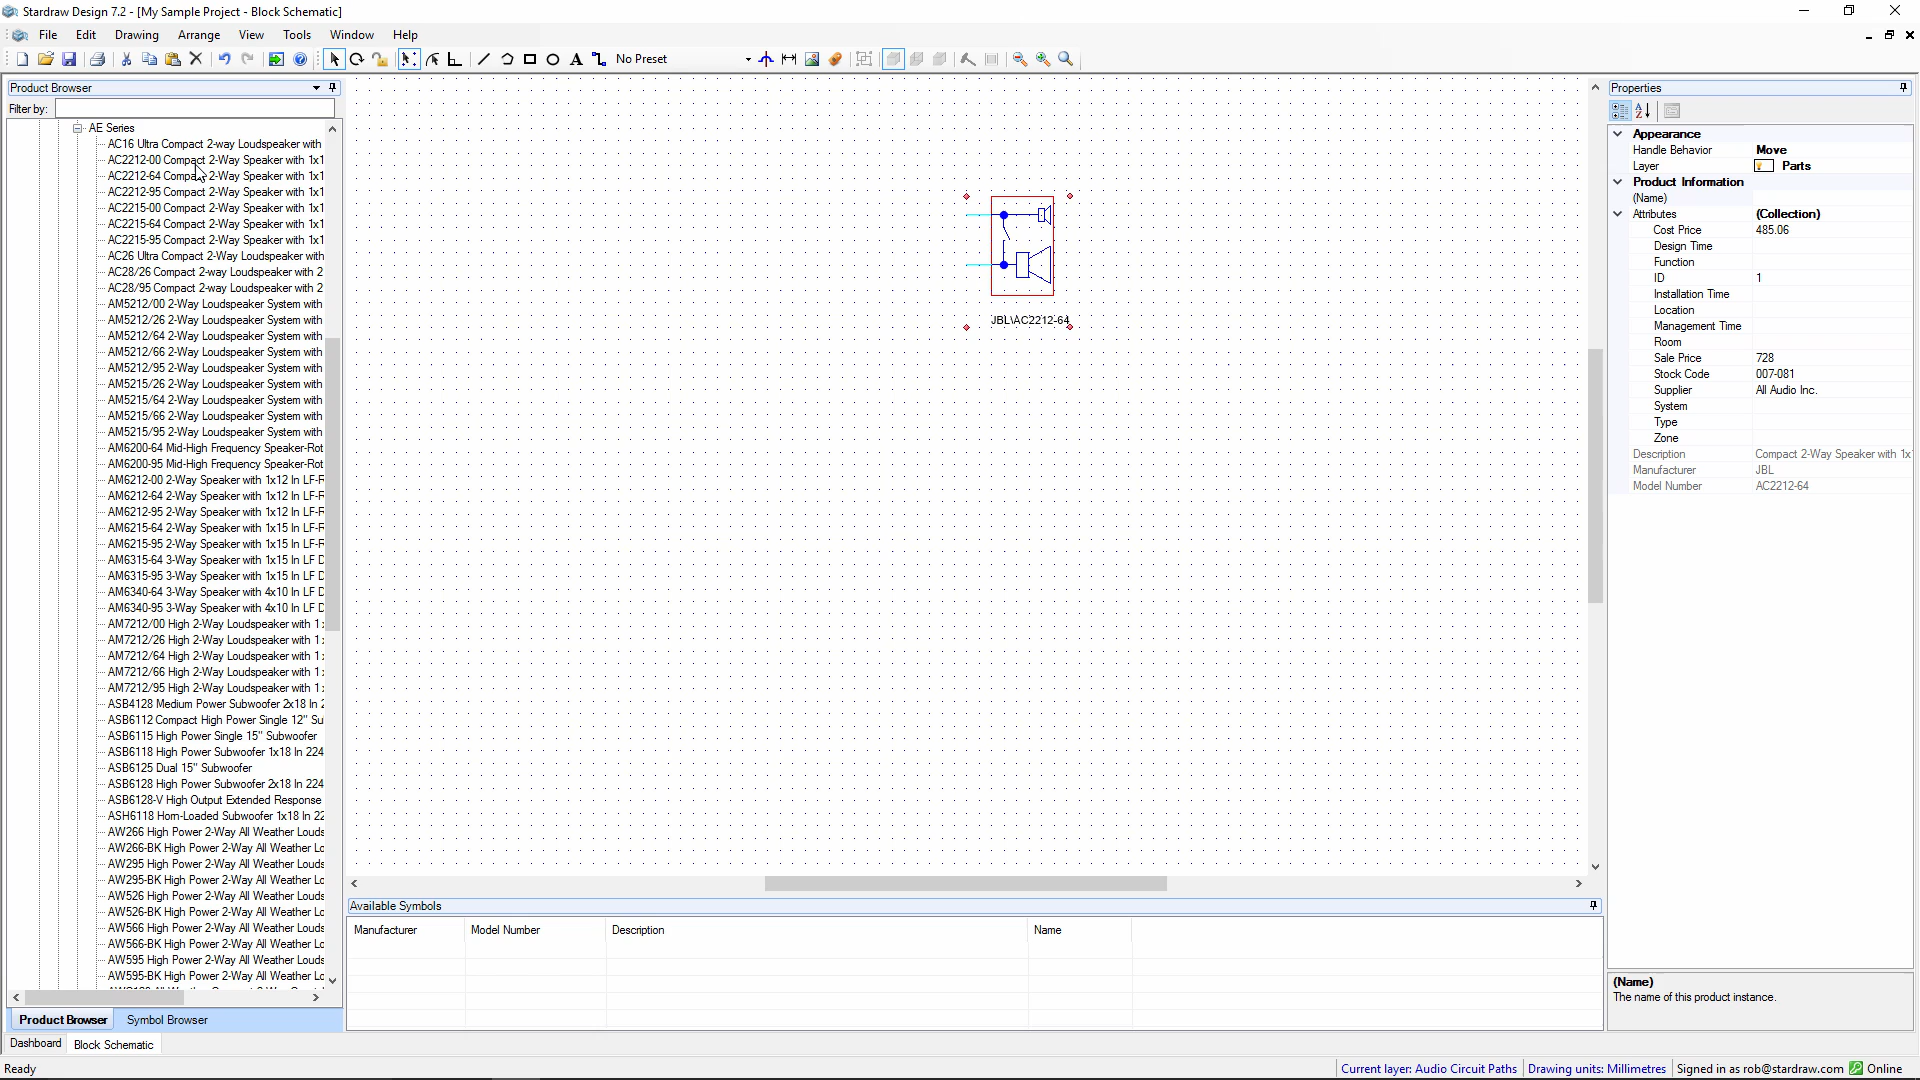 Stardraw Design 7.2 - [My Sample Project - Block Schematic]
File Edit Drawing Arrange View Tools Window Help
No Preset
Product Browser
Filter by:
AE Series
AC16 Ultra Compact 2-way Loudspeaker with
AC2212-00 Compact 2-Way Speaker with 1x1
AC2212-64 Compact 2-Way Speaker with 1x1
AC2212-95 Compact 2-Way Speaker with 1x1
AC2215-00 Compact 2-Way Speaker with 1x1
AC2215-64 Compact 2-Way Speaker with 1x1
AC2215-95 Compact 2-Way Speaker with 1x1
AC26 Ultra Compact 2-way Loudspeaker with
AC28/26 Compact 2-way Loudspeaker with 2
AC28/95 Compact 2-way Loudspeaker with 2
AM5212/00 2-Way Loudspeaker System with
AM5212/26 2-Way Loudspeaker System with
AM5212/64 2-Way Loudspeaker System with
AM5212/66 2-Way Loudspeaker System with
AM5212/95 2-Way Loudspeaker System with
AM5215/26 2-Way Loudspeaker System with
AM5215/64 2-Way Loudspeaker System with
AM5215/66 2-Way Loudspeaker System with
AM5215/95 2-Way Loudspeaker System with
AM6200-64 Mid-High Frequency Speaker-Rot
AM6200-95 Mid-High Frequency Speaker-Rot
AM6212-00 2-Way Speaker with 1x12 In LF-R
AM6212-64 2-Way Speaker with 1x12 In LF-R
AM6212-95 2-Way Speaker with 1x12 In LF-R
AM6215-64 2-Way Speaker with 1x15 In LF-R
AM6215-95 2-Way Speaker with 1x15 In LF-R
AM6315-64 3-Way Speaker with 1x15 In LF D
AM6315-95 3-Way Speaker with 1x15 In LF D
AM6340-64 3-Way Speaker with 4x10 In LF D
AM6340-95 3-Way Speaker with 4x10 In LF D
AM7212/00 High 2-Way Loudspeaker with 1
AM7212/26 High 2-Way Loudspeaker with 1
AM7212/64 High 2-Way Loudspeaker with 1
AM7212/66 High 2-Way Loudspeaker with 1
AM7212/95 High 2-Way Loudspeaker with 1
ASB4128 Medium Power Subwoofer 2x18 In 2
ASB6112 Compact High Power Single 12" Su
ASB6115 High Power Single 15" Subwoofer
ASB6118 High Power Subwoofer 1x18 In 224
ASB6125 Dual 15" Subwoofer
ASB6128 High Power Subwoofer 2x18 In 224
ASB6128-V High Output Extended Response
ASH6118 Horn-Loaded Subwoofer 1x18 In 22
AW266 High Power 2-Way All Weather Louds
AW266-BK High Power 2-Way All Weather Lo
AW295 High Power 2-Way All Weather Louds
AW295-BK High Power 2-Way All Weather Lo
AW526 High Power 2-Way All Weather Louds
AW526-BK High Power 2-Way All Weather Lo
AW566 High Power 2-Way All Weather Louds
AW566-BK High Power 2-Way All Weather Lo
AW595 High Power 2-Way All Weather Louds
AW595-BK High Power 2-Way All Weather Lo
Product Browser Symbol Browser
Dashboard Block Schematic
Ready
JBL\AC2212-64
Available Symbols
Manufacturer Model Number Description Name
Properties
Appearance
Handle Behavior Move
Layer Parts
Product Information
(Name)
Attributes (Collection)
Cost Price 485.06
Design Time
Function
ID 1
Installation Time
Location
Management Time
Room
Sale Price 728
Stock Code 007-081
Supplier All Audio Inc.
System
Type
Zone
Description Compact 2-Way Speaker with 1x
Manufacturer JBL
Model Number AC2212-64
(Name)
The name of this product instance.
Current layer: Audio Circuit Paths Drawing units: Millimetres Signed in as rob@stardraw.com Online